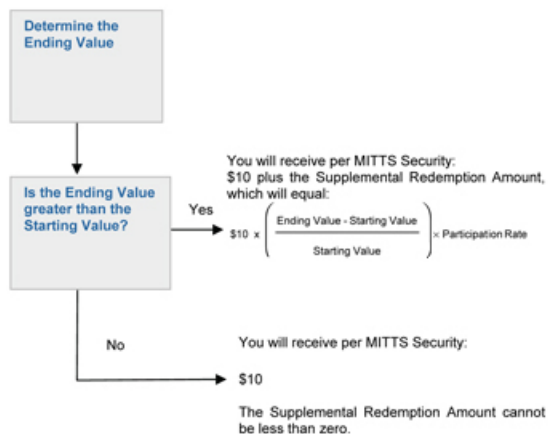 Determine the
Ending Value
Is the Ending Value
greater than the
Starting Value?
Yes
You will receive per MITTS Security:
$10 plus the Supplemental Redemption Amount,
which will equal:
$10 x ( Ending Value - Starting Value
Starting Value ) × Participation Rate
No
You will receive per MITTS Security:
$10
The Supplemental Redemption Amount cannot
be less than zero.